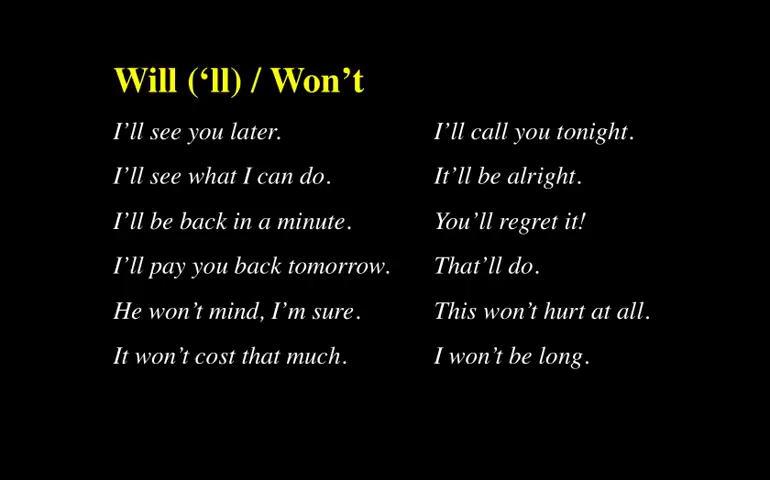 Will (‘ll) / Won’t
I’ll see you later.
I’ll see what I can do.
I’ll be back in a minute.
I’ll pay you back tomorrow.
He won’t mind, I’m sure.
It won’t cost that much.
I’ll call you tonight.
It’ll be alright.
You’ll regret it!
That’ll do.
This won’t hurt at all.
I won’t be long.